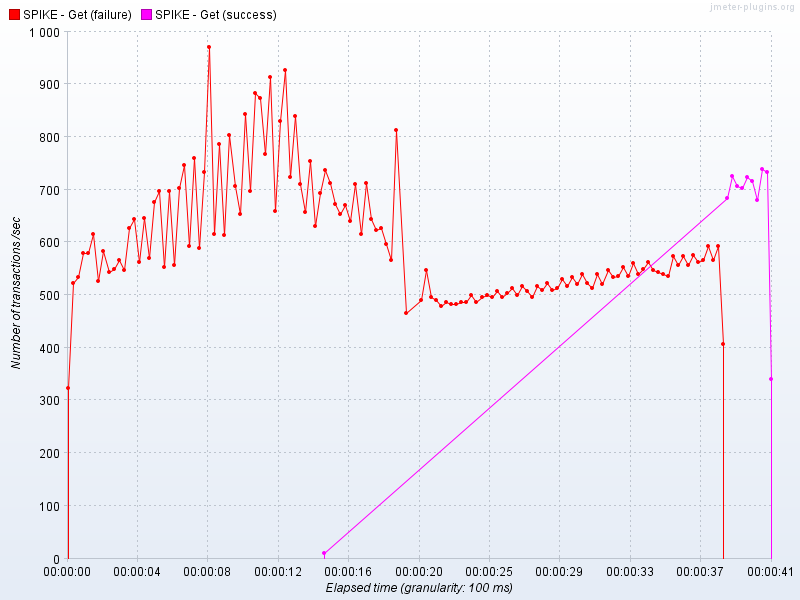 jmeter-plugins.org
SPIKE - Get (failure) SPIKE - Get (success)
1 000
900
800
700
600
500
400
300
200
100
0
Number of transactions /sec
00:00:00 00:00:04 00:00:08 00:00:12 00:00:16 00:00:20 00:00:25 00:00:29 00:00:33 00:00:37 00:00:41
Elapsed time (granularity: 100 ms)